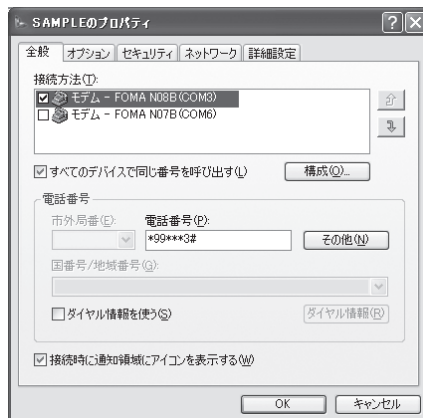 SAMPLEのプロパティ
全般 オプション セキュリティ ネットワーク 詳細設定
接続方法(T):
モデム - FOMA N08B(COM3)
モデム - FOMA N07B(COM6)
すべてのデバイスで同じ番号を呼び出す(L) 構成(O)...
電話番号
市外局番(E): 電話番号(P):
*99***3# その他(N)
国番号/地域番号(G):
ダイヤル情報を使う(S) ダイヤル情報(R)
接続時に通知領域にアイコンを表示する(W)
OK キャンセル